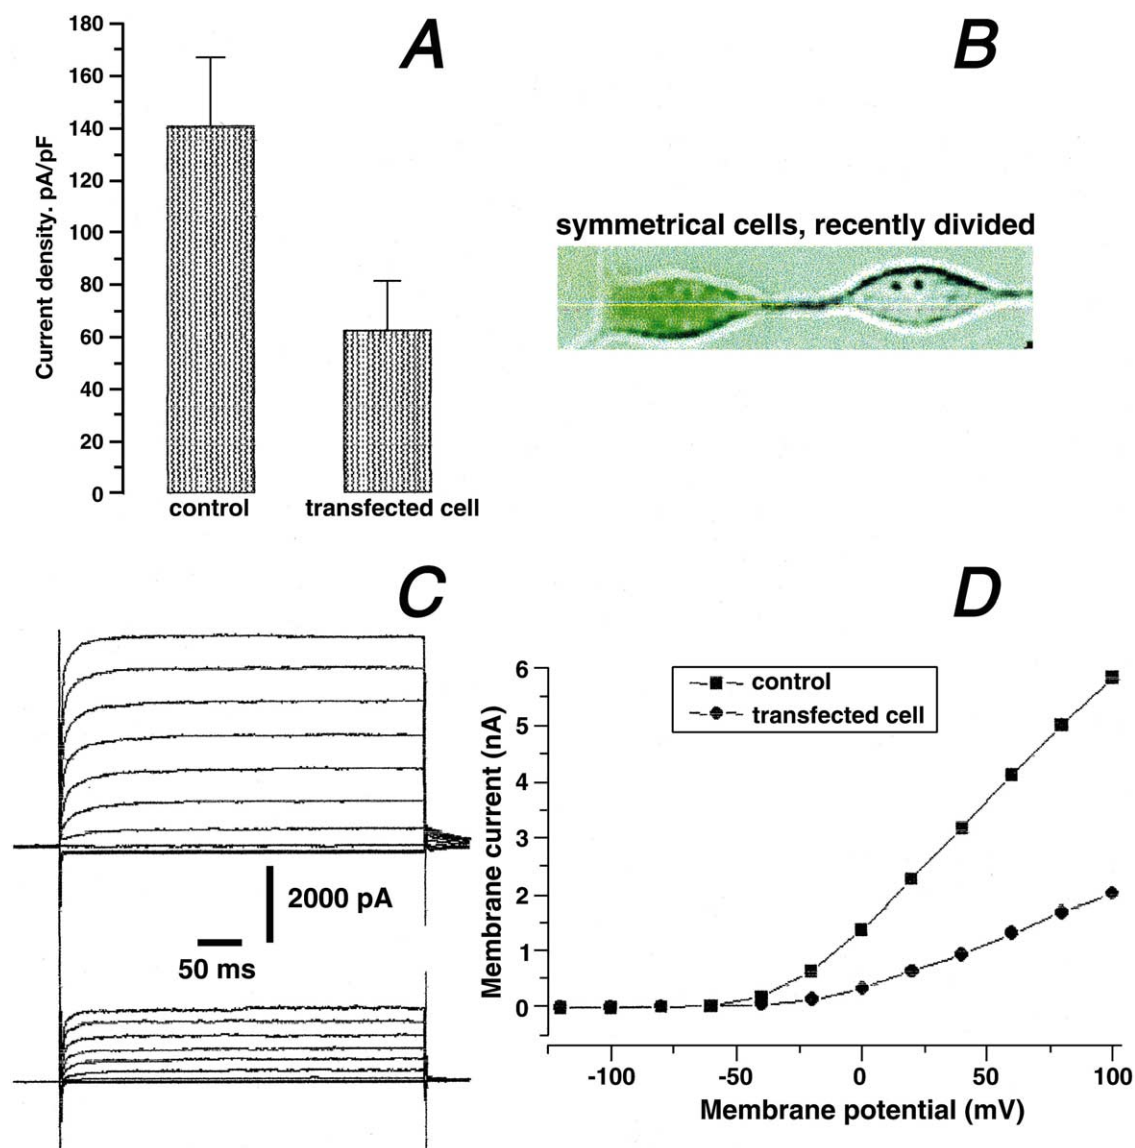 A
180
160
140
120
100
80
60
40
20
0
Current density. pA/pF
control
transfected cell
B
symmetrical cells, recently divided
C
2000 pA
50 ms
D
6
5
4
3
2
1
0
Membrane current (nA)
control
transfected cell
-100
-50
0
50
100
Membrane potential (mV)